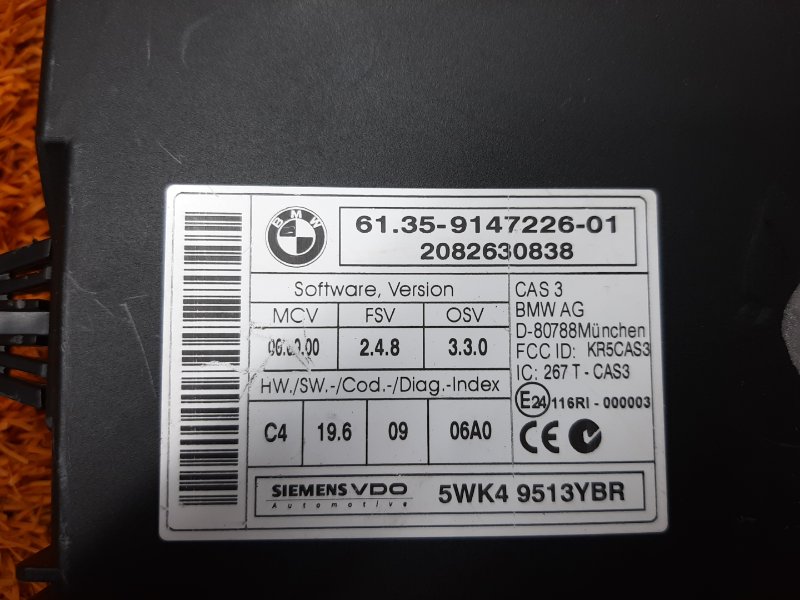 BMW
61.35-9147226-01
2082630838
Software, Version
MCV FSV OSV
2.4.8 3.3.0
HW./SW.-/Cod.-/Diag.-Index
C4 19.6 09 06A0
CAS 3
BMW AG
D-80788München
FCC ID: KR5CAS3
IC: 267 T - CAS3
E24 116RI - 000003
CE
SIEMENS VDO
Automotive
5WK4 9513YBR